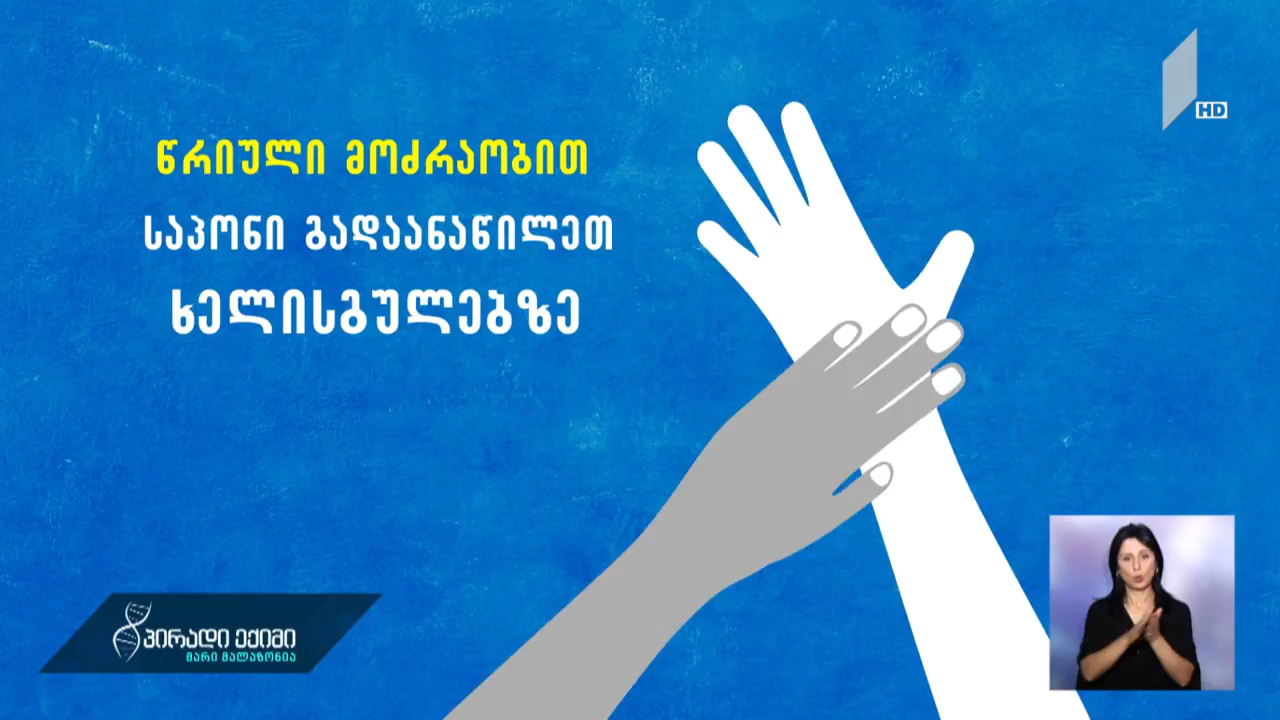 წრიული მოძრაობით
საპონი გადაანაწილეთ
ხელისგულებზე
HD
პირადი ექიმი
მარი მალაზონია